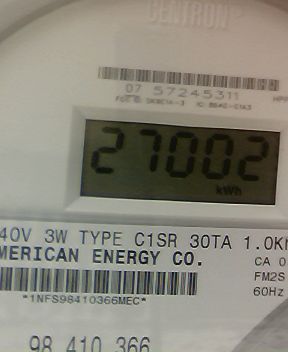 CENTRON
07 57245311
27002
kWh
40V 3W TYPE C1SR 30TA 1.0Kh
MERICAN ENERGY CO.
CA 0
FM2S
*1NFS98410366MEC*
60Hz
98 410 366